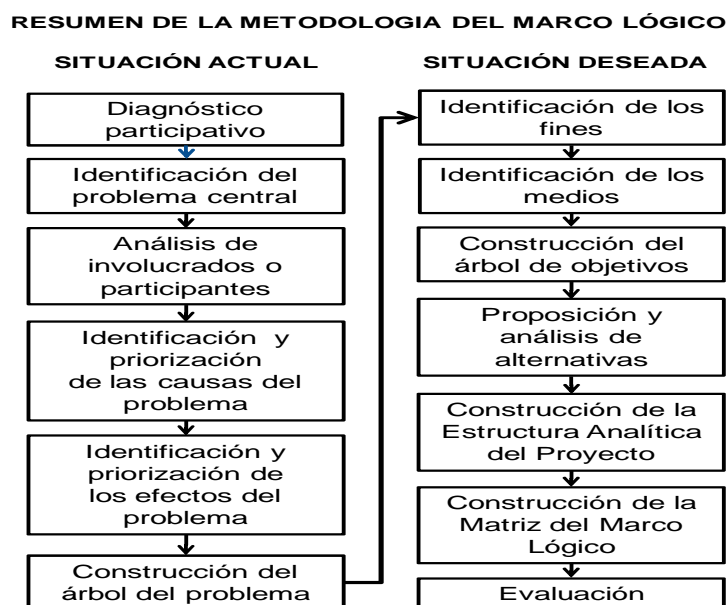 RESUMEN DE LA METODOLOGIA DEL MARCO LÓGICO
SITUACIÓN ACTUAL
Diagnóstico
participativo
Identificación del
problema central
Análisis de
involucrados o
participantes
Identificación y
priorización
de las causas del
problema
Identificación y
priorización de
los efectos del
problema
Construcción del
árbol del problema
SITUACIÓN DESEADA
Identificación de los
fines
Identificación de los
medios
Construcción del
árbol de objetivos
Proposición y
análisis de
alternativas
Construcción de la
Estructura Analítica
del Proyecto
Construcción de la
Matriz del Marco
Lógico
Evaluación